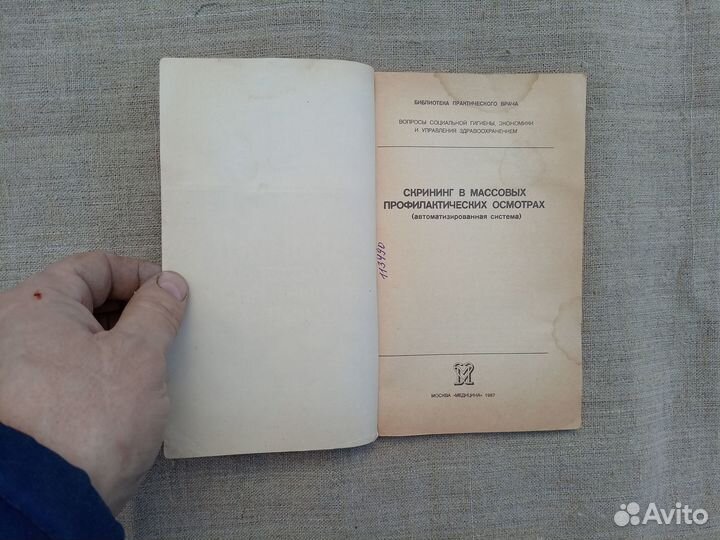 БИБЛИОТЕКА ПРАКТИЧЕСКОГО ВРАЧА
ВОПРОСЫ СОЦИАЛЬНОЙ ГИГИЕНЫ, ЭКОНОМИКИ
И УПРАВЛЕНИЯ ЗДРАВООХРАНЕНИЕМ
СКРИНИНГ В МАССОВЫХ
ПРОФИЛАКТИЧЕСКИХ ОСМОТРАХ
(автоматизированная система)
113490
МОСКВА «МЕДИЦИНА» 1987
Avito